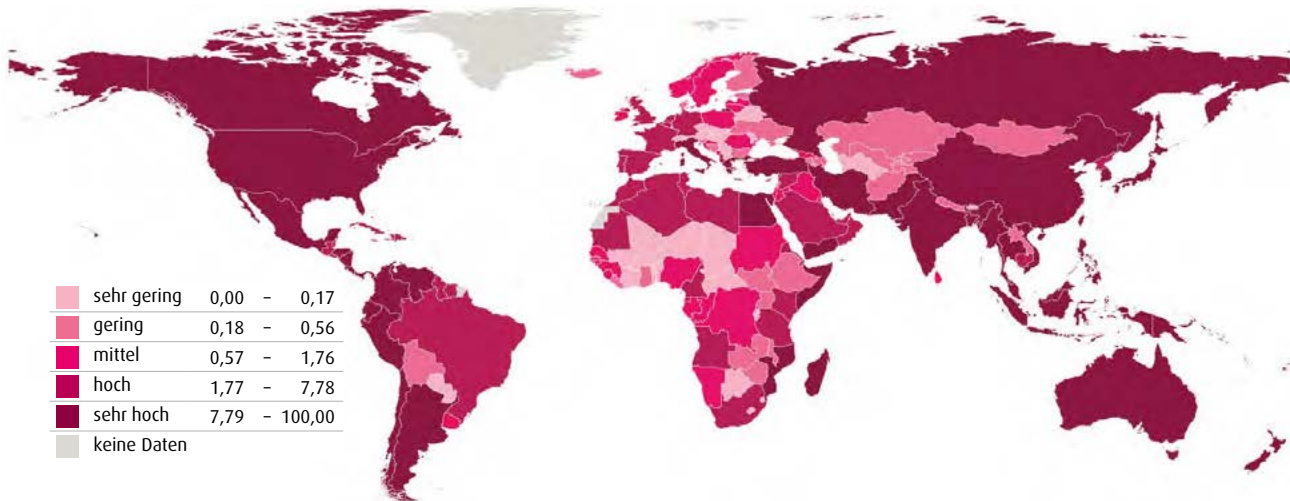 sehr gering 0,00 – 0,17
gering 0,18 – 0,56
mittel 0,57 – 1,76
hoch 1,77 – 7,78
sehr hoch 7,79 – 100,00
keine Daten